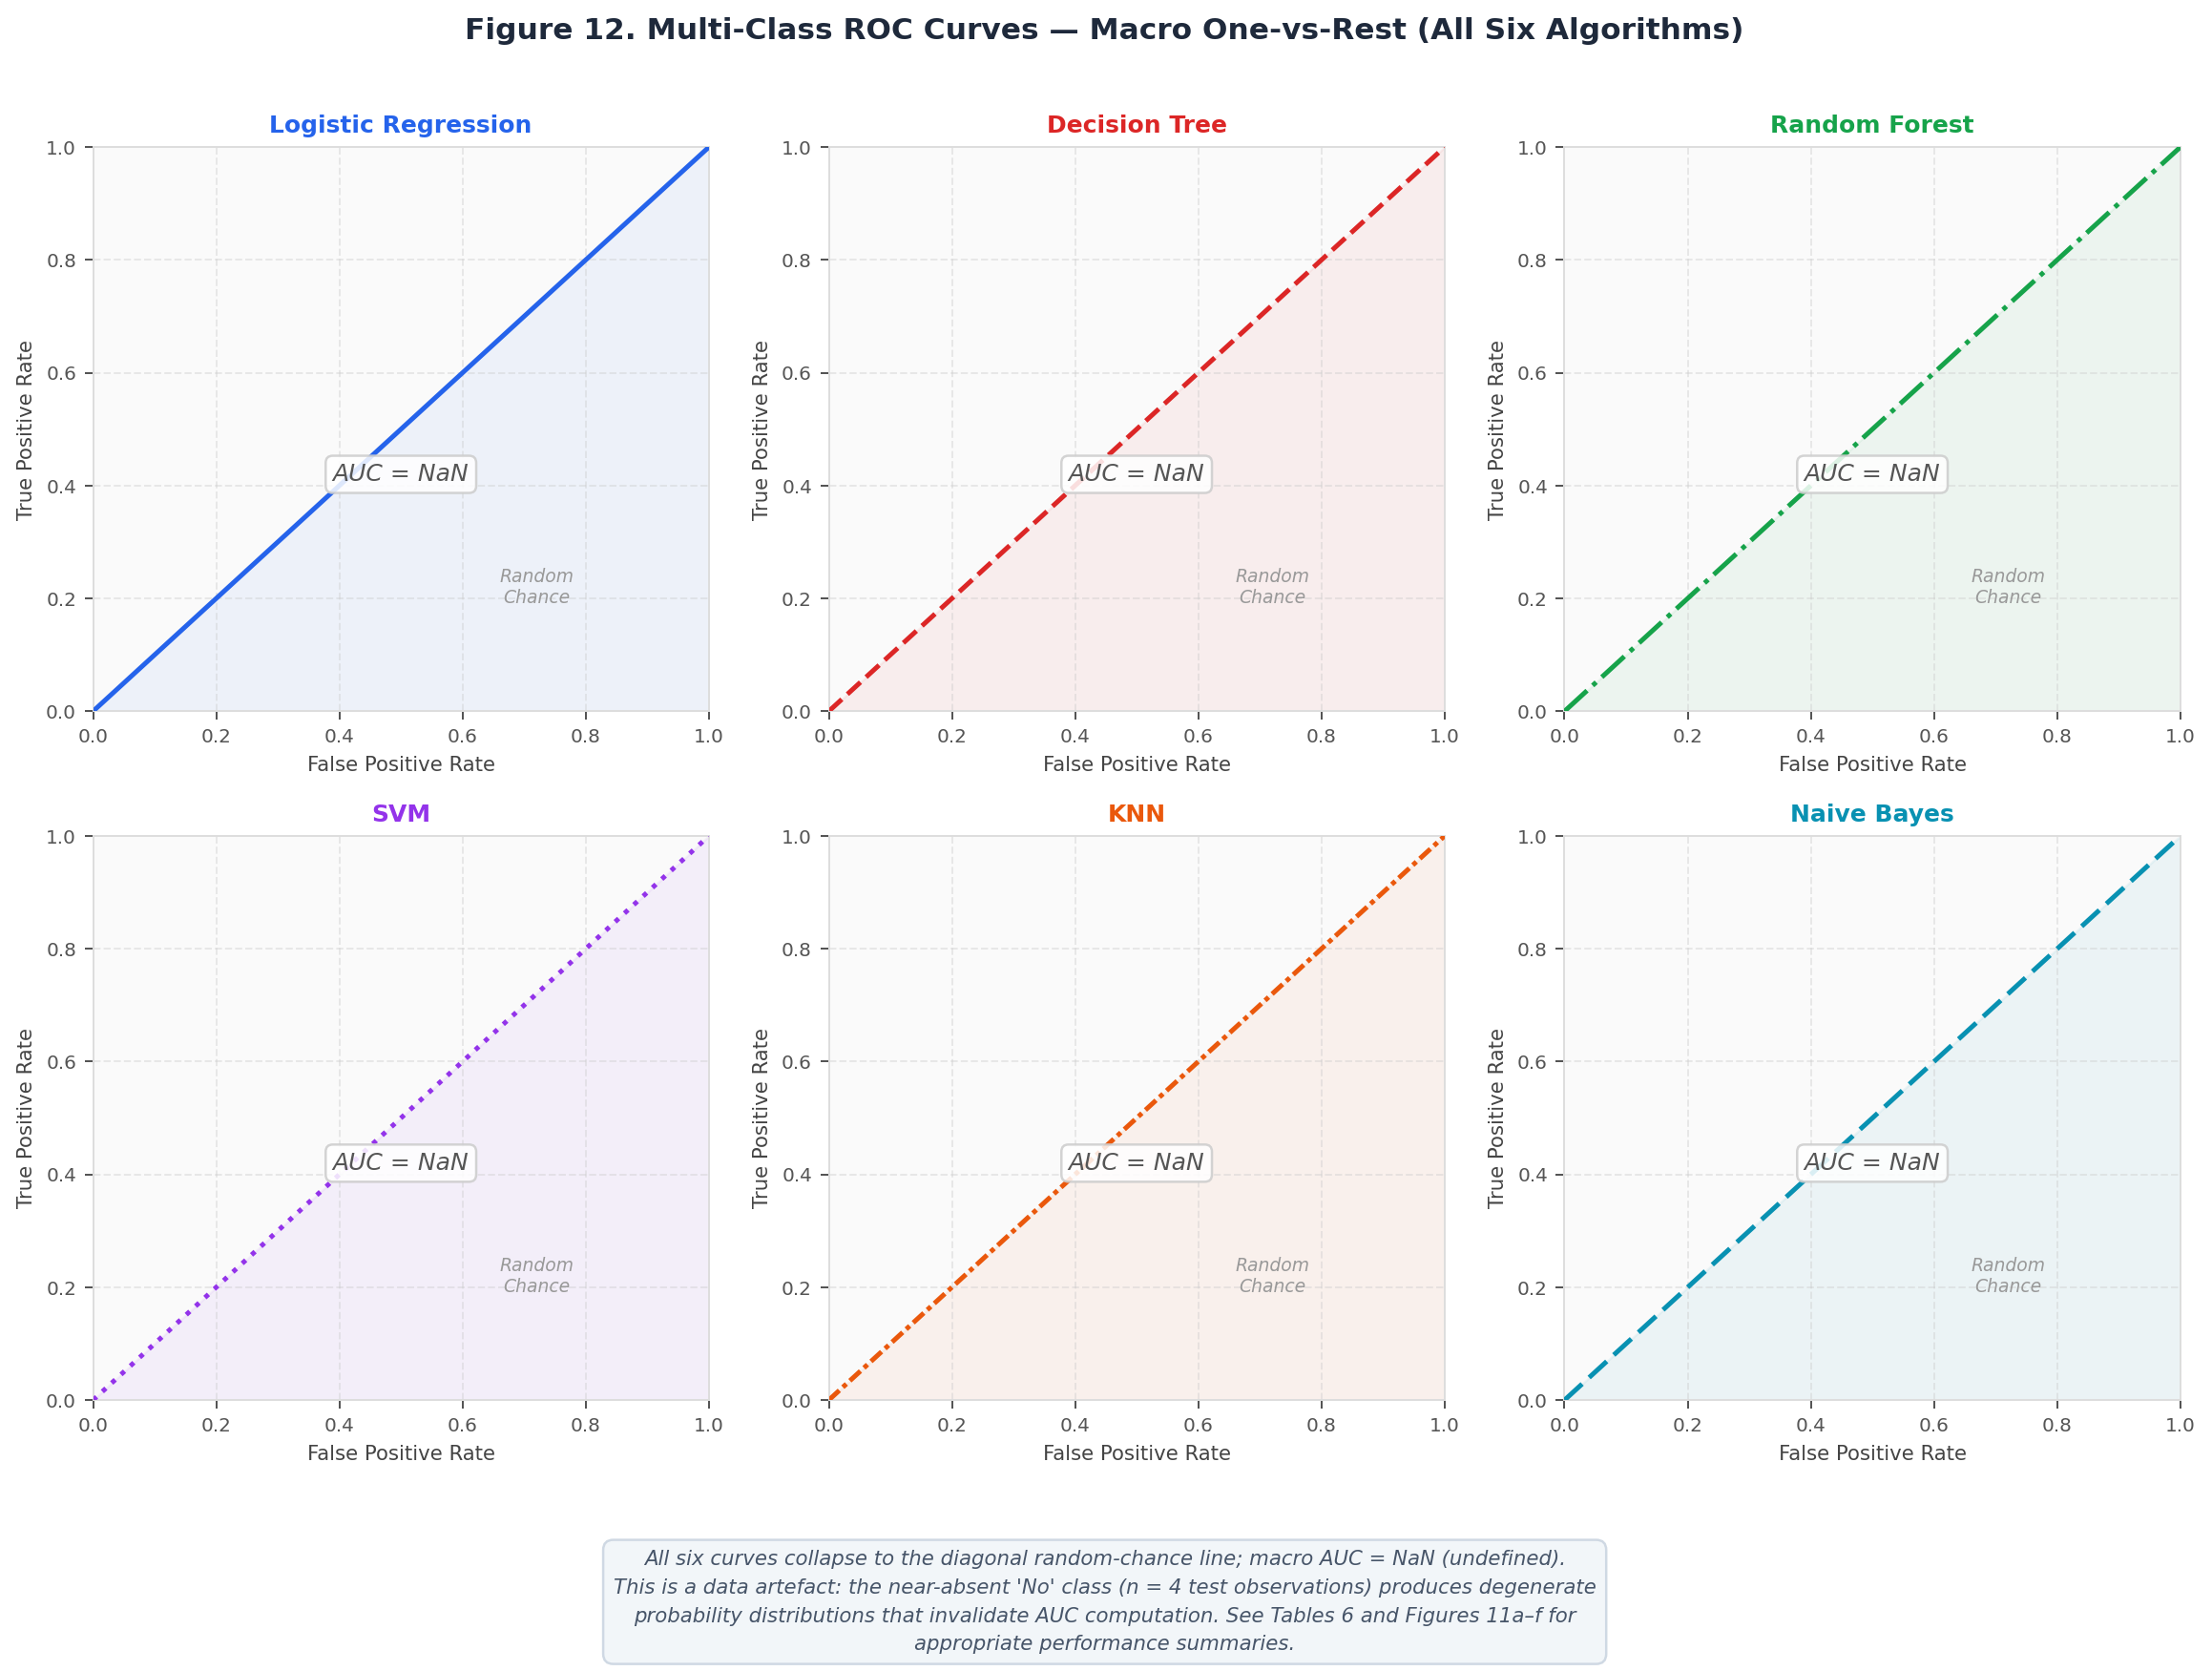 Figure 12. Multi-Class ROC Curves — Macro One-vs-Rest (All Six Algorithms)
Logistic Regression
1.0
0.8
0.6
0.4
0.2
0.0
True Positive Rate
AUC = NaN
Random
Chance
0.0 0.2 0.4 0.6 0.8 1.0
False Positive Rate
Decision Tree
1.0
0.8
0.6
0.4
0.2
0.0
True Positive Rate
AUC = NaN
Random
Chance
0.0 0.2 0.4 0.6 0.8 1.0
False Positive Rate
Random Forest
1.0
0.8
0.6
0.4
0.2
0.0
True Positive Rate
AUC = NaN
Random
Chance
0.0 0.2 0.4 0.6 0.8 1.0
False Positive Rate
SVM
1.0
0.8
0.6
0.4
0.2
0.0
True Positive Rate
AUC = NaN
Random
Chance
0.0 0.2 0.4 0.6 0.8 1.0
False Positive Rate
KNN
1.0
0.8
0.6
0.4
0.2
0.0
True Positive Rate
AUC = NaN
Random
Chance
0.0 0.2 0.4 0.6 0.8 1.0
False Positive Rate
Naive Bayes
1.0
0.8
0.6
0.4
0.2
0.0
True Positive Rate
AUC = NaN
Random
Chance
0.0 0.2 0.4 0.6 0.8 1.0
False Positive Rate
All six curves collapse to the diagonal random-chance line; macro AUC = NaN (undefined).
This is a data artefact: the near-absent 'No' class (n = 4 test observations) produces degenerate
probability distributions that invalidate AUC computation. See Tables 6 and Figures 11a–f for
appropriate performance summaries.